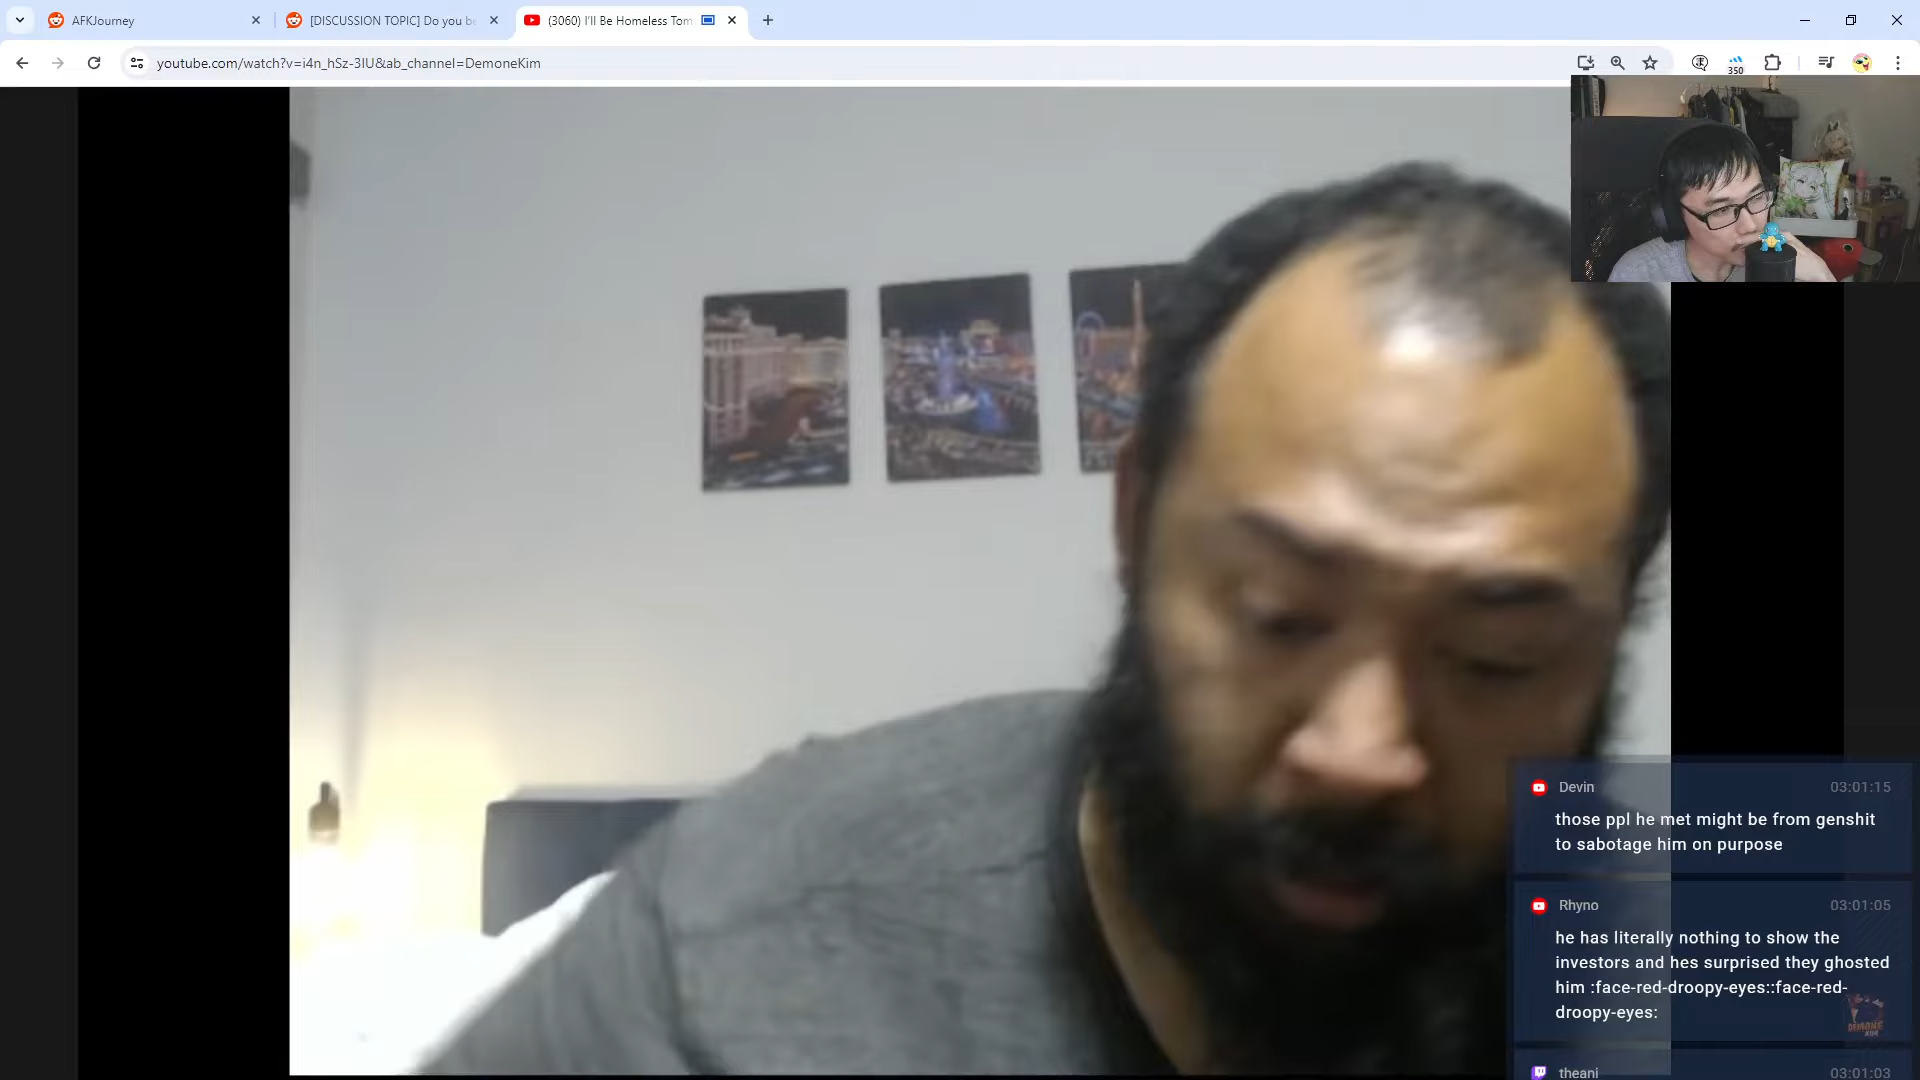 AFKJourney
[DISCUSSION TOPIC] Do you be
(3060) I'll Be Homeless Tom
youtube.com/watch?v=i4n_hSz-3IU&ab_channel=DemoneKim
350
Devin 03:01:15
those ppl he met might be from genshit
to sabotage him on purpose
Rhyno 03:01:05
he has literally nothing to show the
investors and hes surprised they ghosted
him :face-red-droopy-eyes::face-red-
droopy-eyes:
DEMONE
KIM
theani 03:01:03